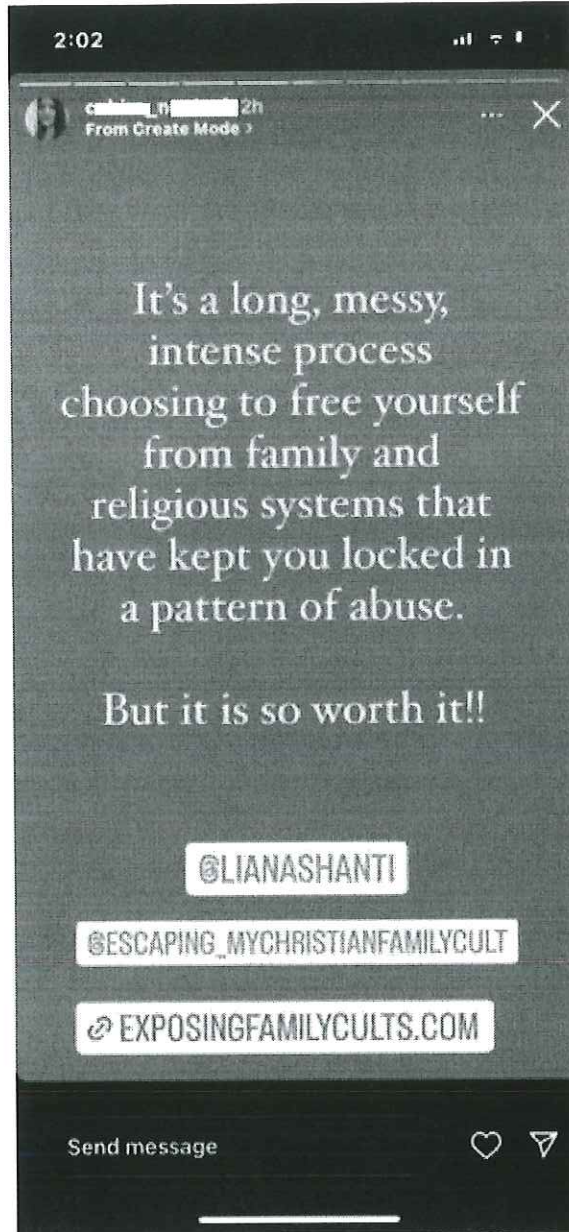 2:02
2h
From Create Mode >
It's a long, messy,
intense process
choosing to free yourself
from family and
religious systems that
have kept you locked in
a pattern of abuse.
But it is so worth it!!
@LIANASHANTI
@ESCAPING_MYCHRISTIANFAMILYCULT
EXPOSINGFAMILYCULTS.COM
Send message